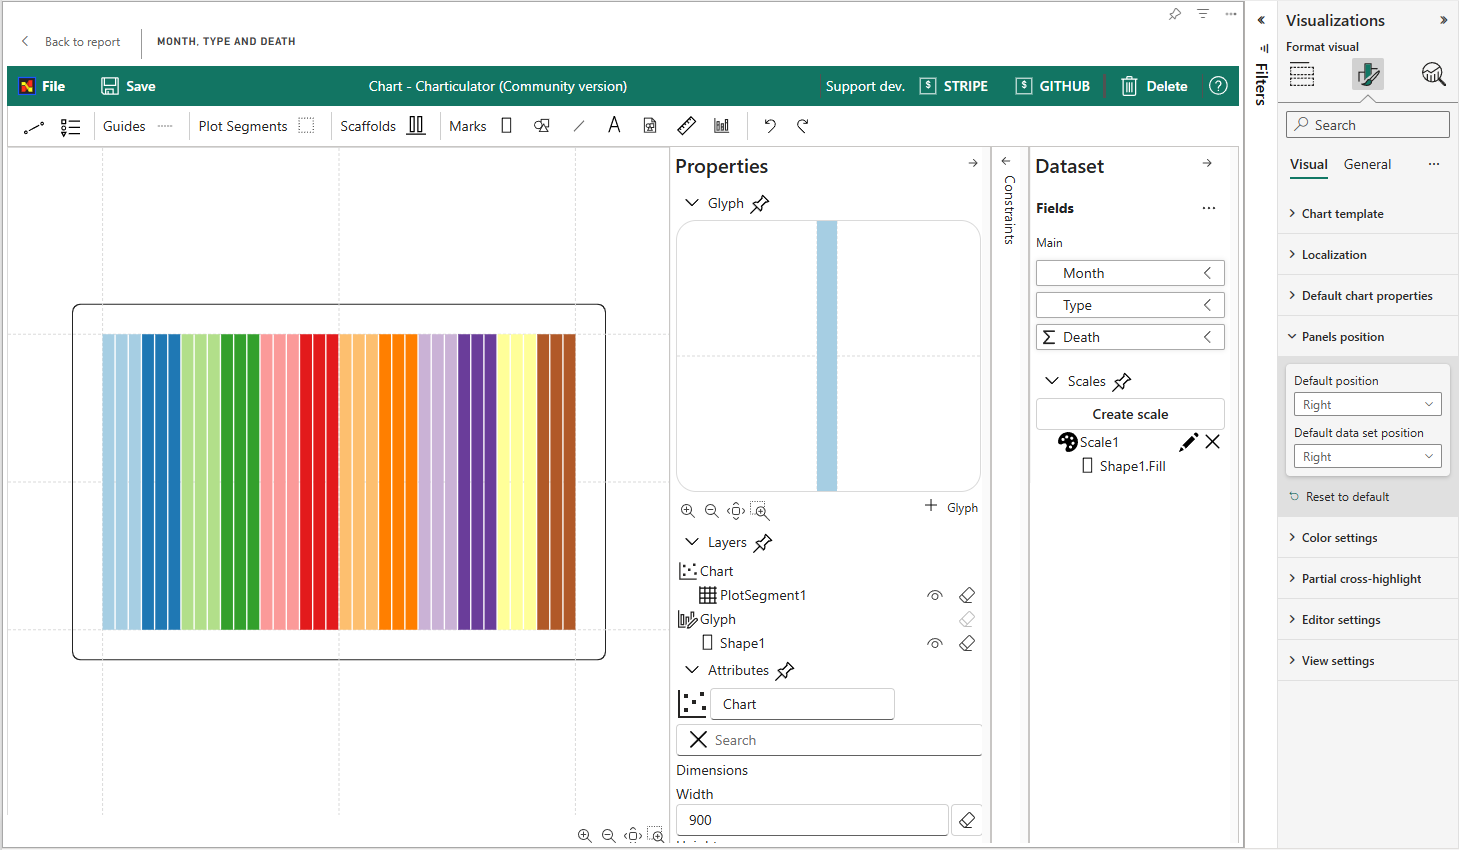 Back to report
MONTH, TYPE AND DEATH
File
Save
Chart - Charticulator (Community version)
Support dev.
$ STRIPE
$ GITHUB
Delete
?
Guides
Plot Segments
Scaffolds
Marks
A
Properties
Glyph
+ Glyph
Layers
Chart
PlotSegment1
Glyph
Shape1
Attributes
Chart
Search
Dimensions
Width
900
Height
Constraints
Dataset
Fields
Main
Month
Type
Σ Death
Scales
Create scale
Scale1
Shape1.Fill
Filters
Visualizations
Format visual
Search
Visual
General
Chart template
Localization
Default chart properties
Panels position
Default position
Right
Default data set position
Right
Reset to default
Color settings
Partial cross-highlight
Editor settings
View settings